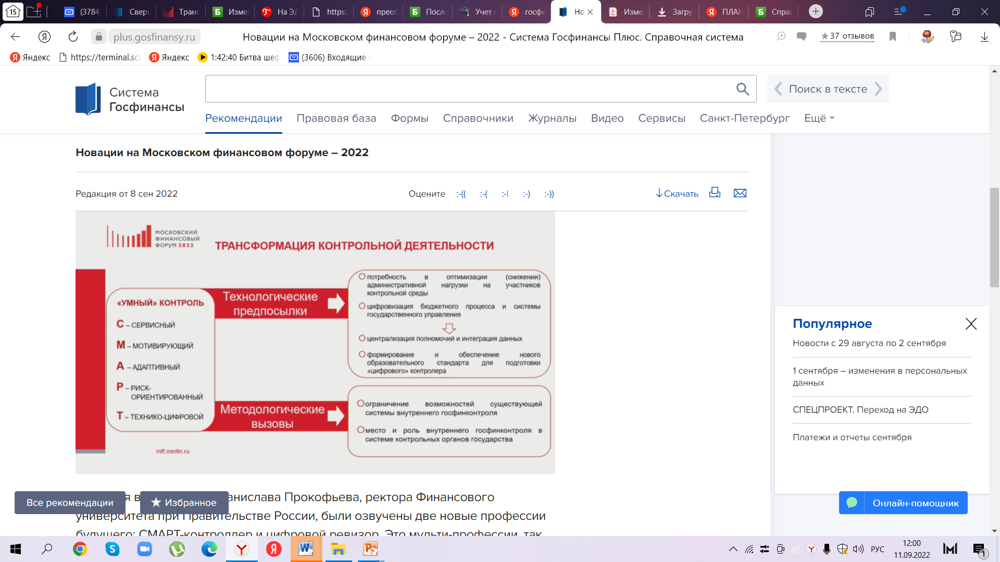 15
(3784
Сверш
Транс
Изме
На ЭД
https:
преоб
После
Учет о
госфи
Но
Изме
Загру
ПЛАН
Справ
plus.gosfinansy.ru
Новации на Московском финансовом форуме – 2022 - Система Госфинансы Плюс. Справочная система
★37 отзывов
Яндекс
https://terminal.scl
Яндекс
1:42:40 Битва шеф
(3606) Входящие -
Система
Госфинансы
Поиск в тексте
Рекомендации
Правовая база
Формы
Справочники
Журналы
Видео
Сервисы
Санкт-Петербург
Ещё
Новации на Московском финансовом форуме – 2022
Редакция от 8 сен 2022
Оцените :-(( :-( :-| :-) :-))
Скачать
МОСКОВСКИЙ
ФИНАНСОВЫЙ
ФОРУМ 2022
ТРАНСФОРМАЦИЯ КОНТРОЛЬНОЙ ДЕЯТЕЛЬНОСТИ
«УМНЫЙ» КОНТРОЛЬ
С – СЕРВИСНЫЙ
М – МОТИВИРУЮЩИЙ
А – АДАПТИВНЫЙ
Р – РИСК-
ОРИЕНТИРОВАННЫЙ
Т – ТЕХНИКО-ЦИФРОВОЙ
Технологические
предпосылки
потребность в оптимизации (снижении)
административной нагрузки на участников
контрольной среды
цифровизация бюджетного процесса и системы
государственного управления
централизация полномочий и интеграция данных
формирование и обеспечение нового
образовательного стандарта для подготовки
«цифрового» контролера
Методологические
вызовы
ограничение возможностей существующей
системы внутреннего госфинконтроля
место и роль внутреннего госфинконтроля в
системе контрольных органов государства
mff.minfin.ru
Популярное
Новости с 29 августа по 2 сентября
1 сентября – изменения в персональных
данных
СПЕЦПРОЕКТ. Переход на ЭДО
Платежи и отчеты сентября
я в
анислава Прокофьева, ректора Финансового
университета при Правительстве России, были озвучены две новые профессии
будущего: СМАРТ-контроллер и цифровой ревизор. Это мульти-профессии, так
Все рекомендации
★ Избранное
Онлайн-помощник
РУС
12:00
11.09.2022
1